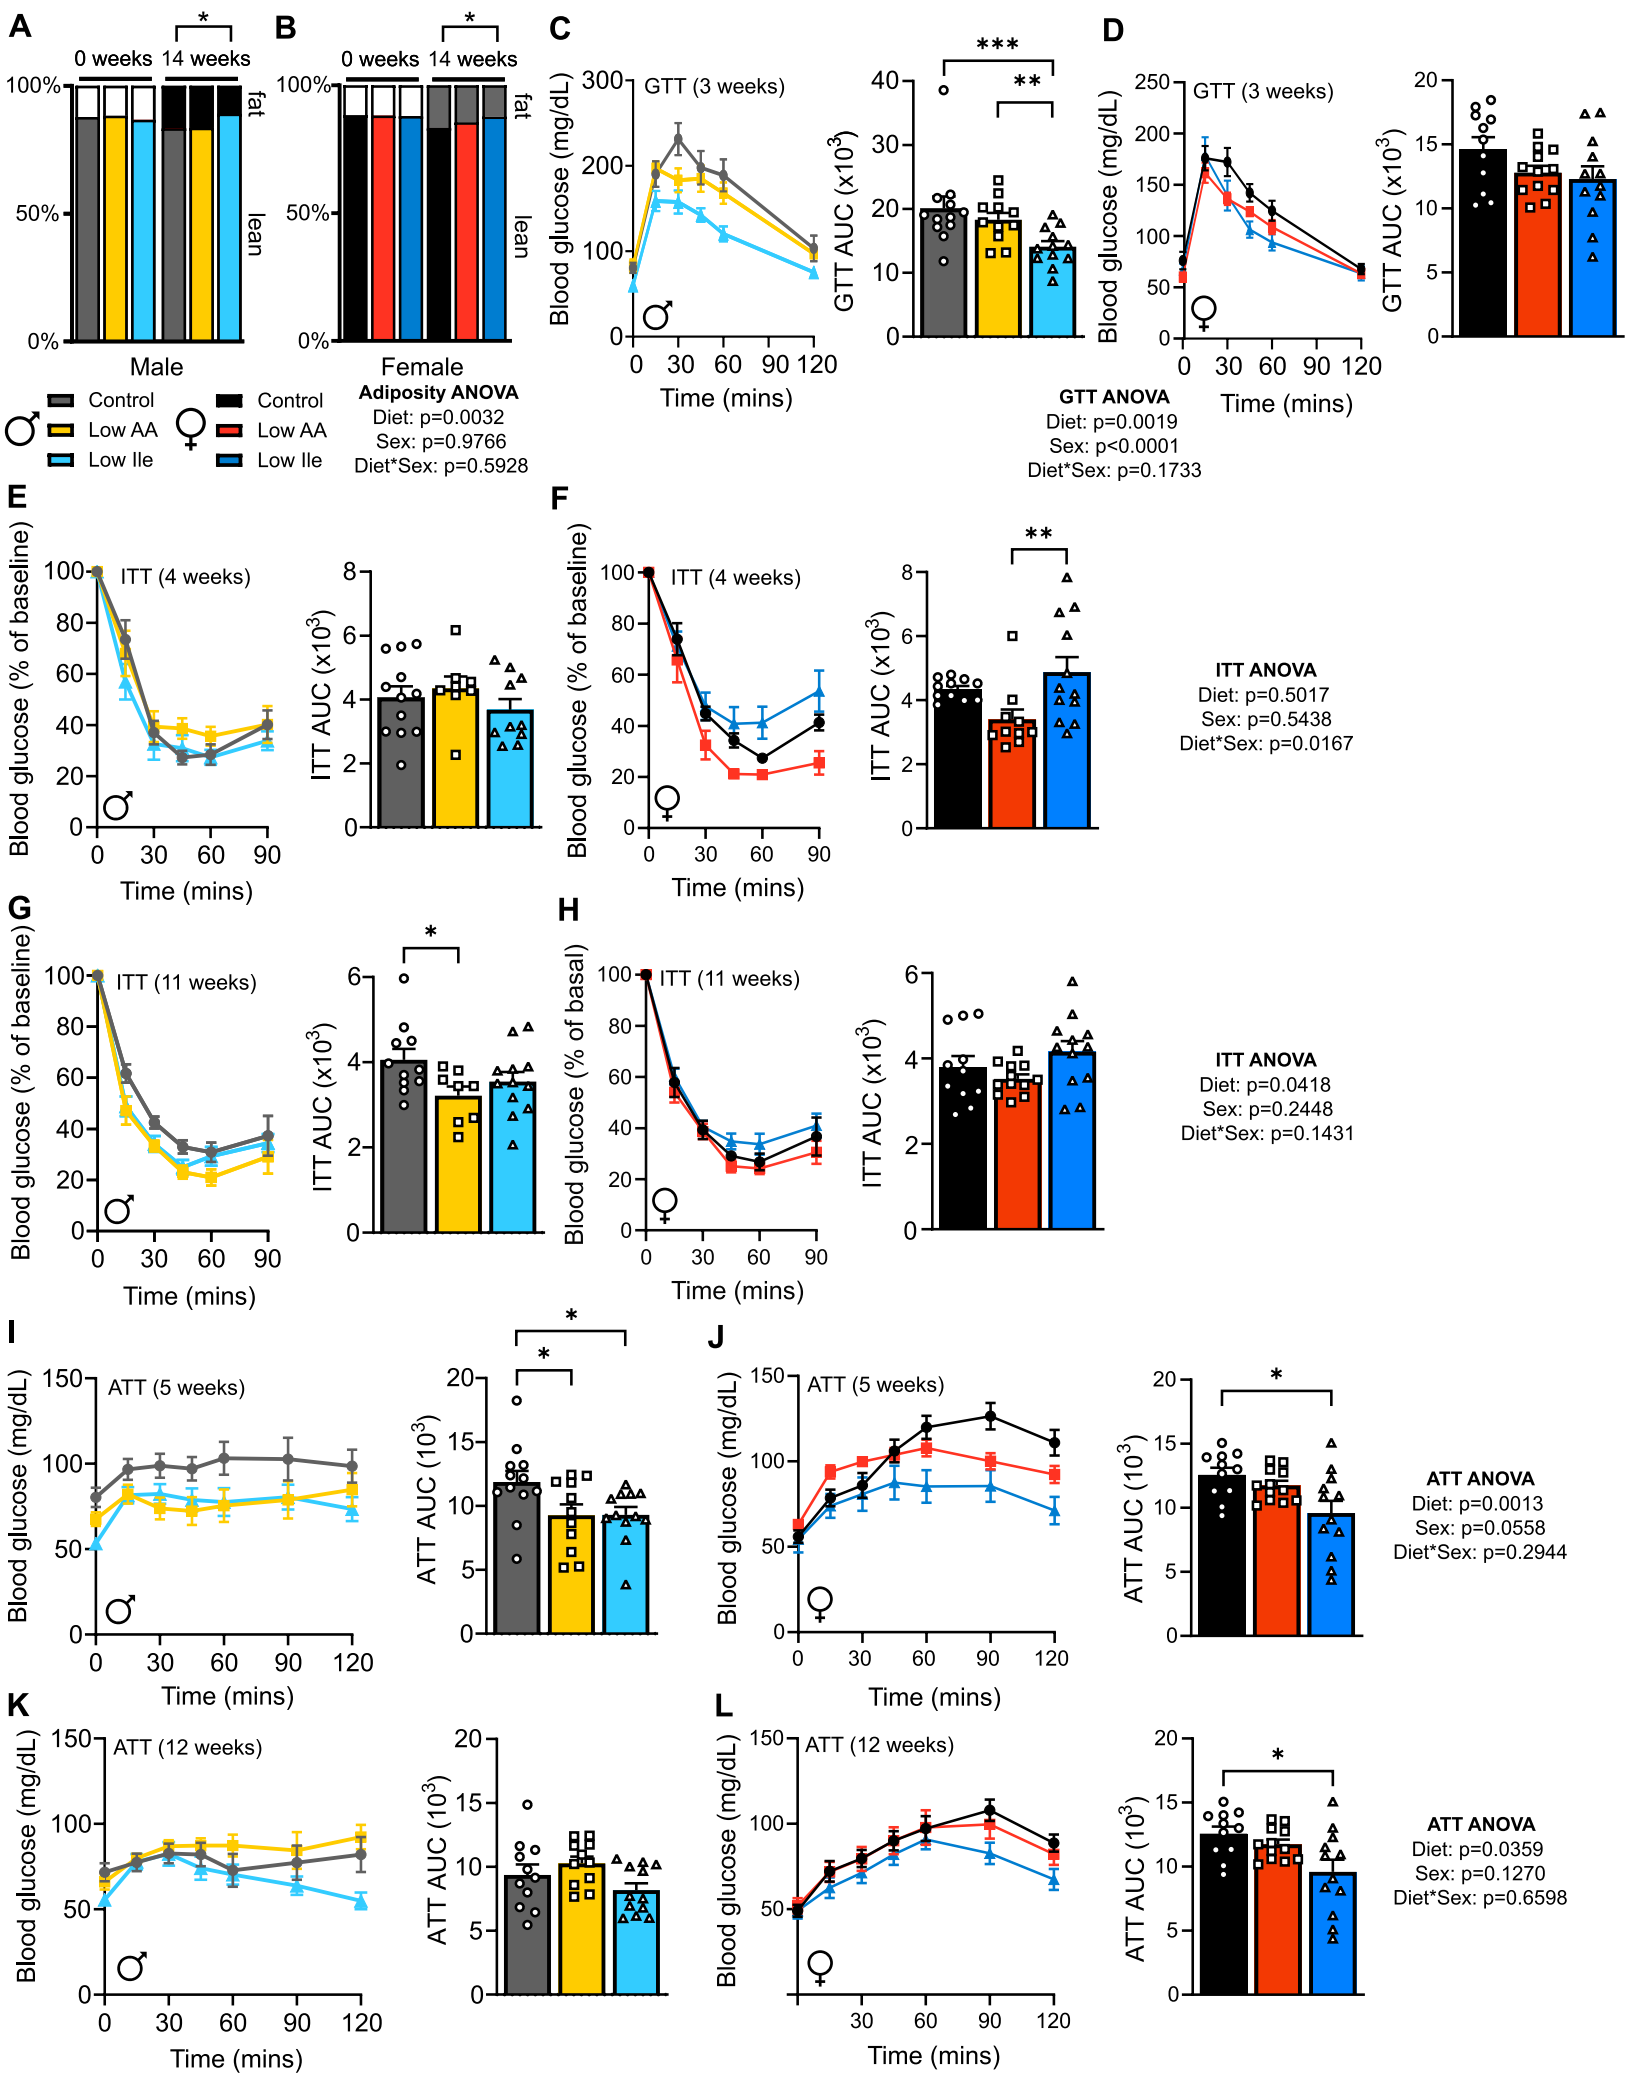 A
*
0 weeks 14 weeks
100%
50%
0%
fat
lean
Male
B
*
0 weeks 14 weeks
100%
50%
0%
fat
lean
Female
Control
Low AA
Low Ile
Control
Low AA
Low Ile
Adiposity ANOVA
Diet: p=0.0032
Sex: p=0.9766
Diet*Sex: p=0.5928
C
Blood glucose (mg/dL)
300
200
100
0
GTT (3 weeks)
0 30 60 90 120
Time (mins)
GTT AUC (x103)
40
30
20
10
0
***
**
D
Blood glucose (mg/dL)
250
200
150
100
50
0
GTT (3 weeks)
0 30 60 90 120
Time (mins)
GTT AUC (x103)
20
15
10
5
0
GTT ANOVA
Diet: p=0.0019
Sex: p<0.0001
Diet*Sex: p=0.1733
E
Blood glucose (% of baseline)
100
80
60
40
20
0
ITT (4 weeks)
0 30 60 90
Time (mins)
ITT AUC (x103)
8
6
4
2
0
F
Blood glucose (% of baseline)
100
80
60
40
20
0
ITT (4 weeks)
0 30 60 90
Time (mins)
ITT AUC (x103)
8
6
4
2
0
**
ITT ANOVA
Diet: p=0.5017
Sex: p=0.5438
Diet*Sex: p=0.0167
G
Blood glucose (% of baseline)
100
80
60
40
20
0
ITT (11 weeks)
0 30 60 90
Time (mins)
ITT AUC (x103)
6
4
2
0
*
H
Blood glucose (% of basal)
100
80
60
40
20
0
ITT (11 weeks)
0 30 60 90
Time (mins)
ITT AUC (x103)
6
4
2
0
ITT ANOVA
Diet: p=0.0418
Sex: p=0.2448
Diet*Sex: p=0.1431
I
Blood glucose (mg/dL)
150
100
50
0
ATT (5 weeks)
0 30 60 90 120
Time (mins)
ATT AUC (103)
20
15
10
5
0
*
*
J
Blood glucose (mg/dL)
150
100
50
0
ATT (5 weeks)
0 30 60 90 120
Time (mins)
ATT AUC (103)
20
15
10
5
0
*
ATT ANOVA
Diet: p=0.0013
Sex: p=0.0558
Diet*Sex: p=0.2944
K
Blood glucose (mg/dL)
150
100
50
0
ATT (12 weeks)
0 30 60 90 120
Time (mins)
ATT AUC (103)
20
15
10
5
0
L
Blood glucose (mg/dL)
150
100
50
ATT (12 weeks)
30 60 90 120
Time (mins)
ATT AUC (103)
20
15
10
5
0
*
ATT ANOVA
Diet: p=0.0359
Sex: p=0.1270
Diet*Sex: p=0.6598